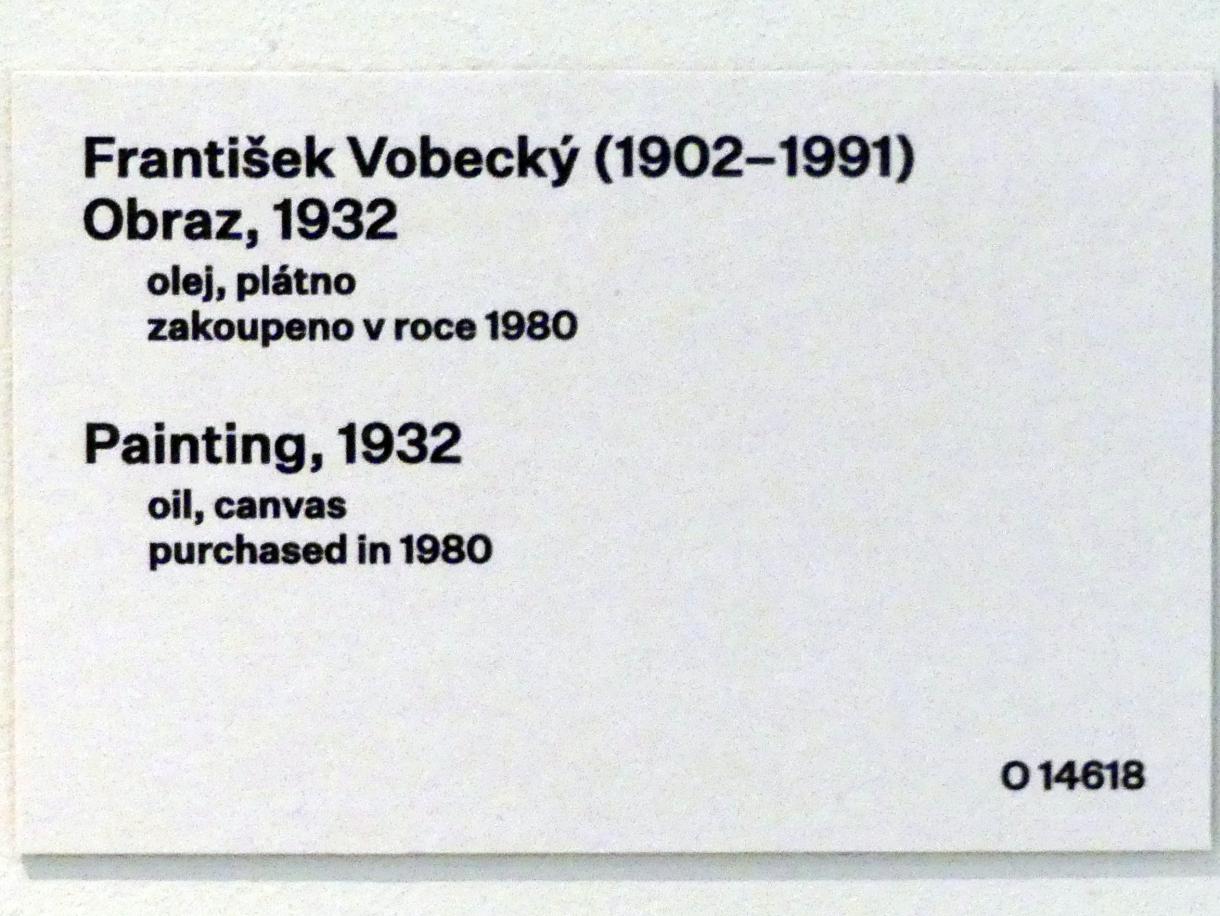 František Vobecký (1902–1991)
Obraz, 1932
olej, plátno
zakoupeno v roce 1980
Painting, 1932
oil, canvas
purchased in 1980
O 14618